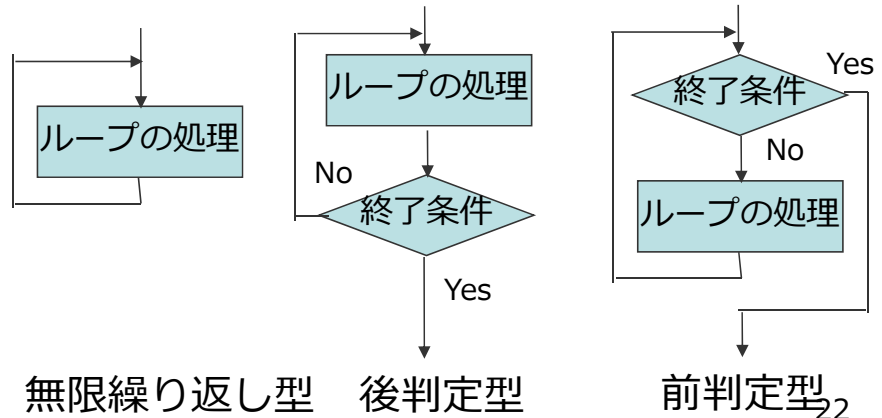 ループの処理
無限繰り返し型
ループの処理
No
終了条件
Yes
後判定型
終了条件
Yes
No
ループの処理
前判定型
22